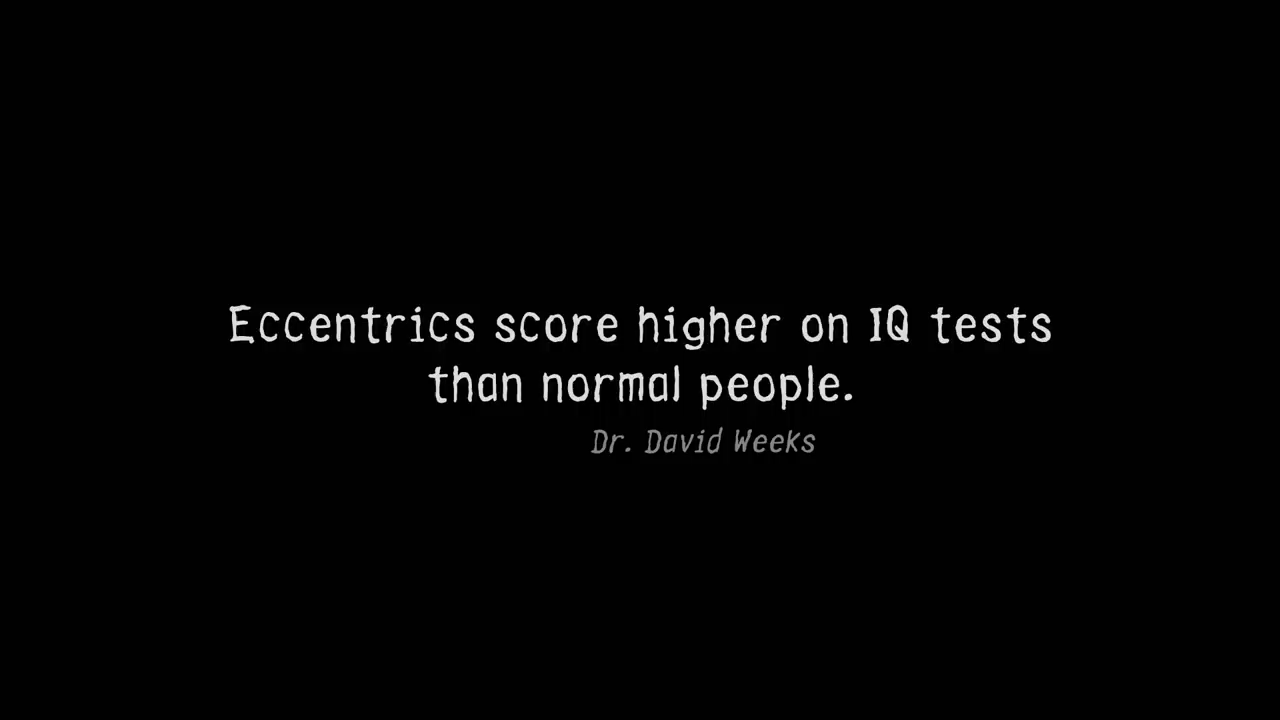 Eccentrics score higher on IQ tests
than normal people.
Dr. David Weeks